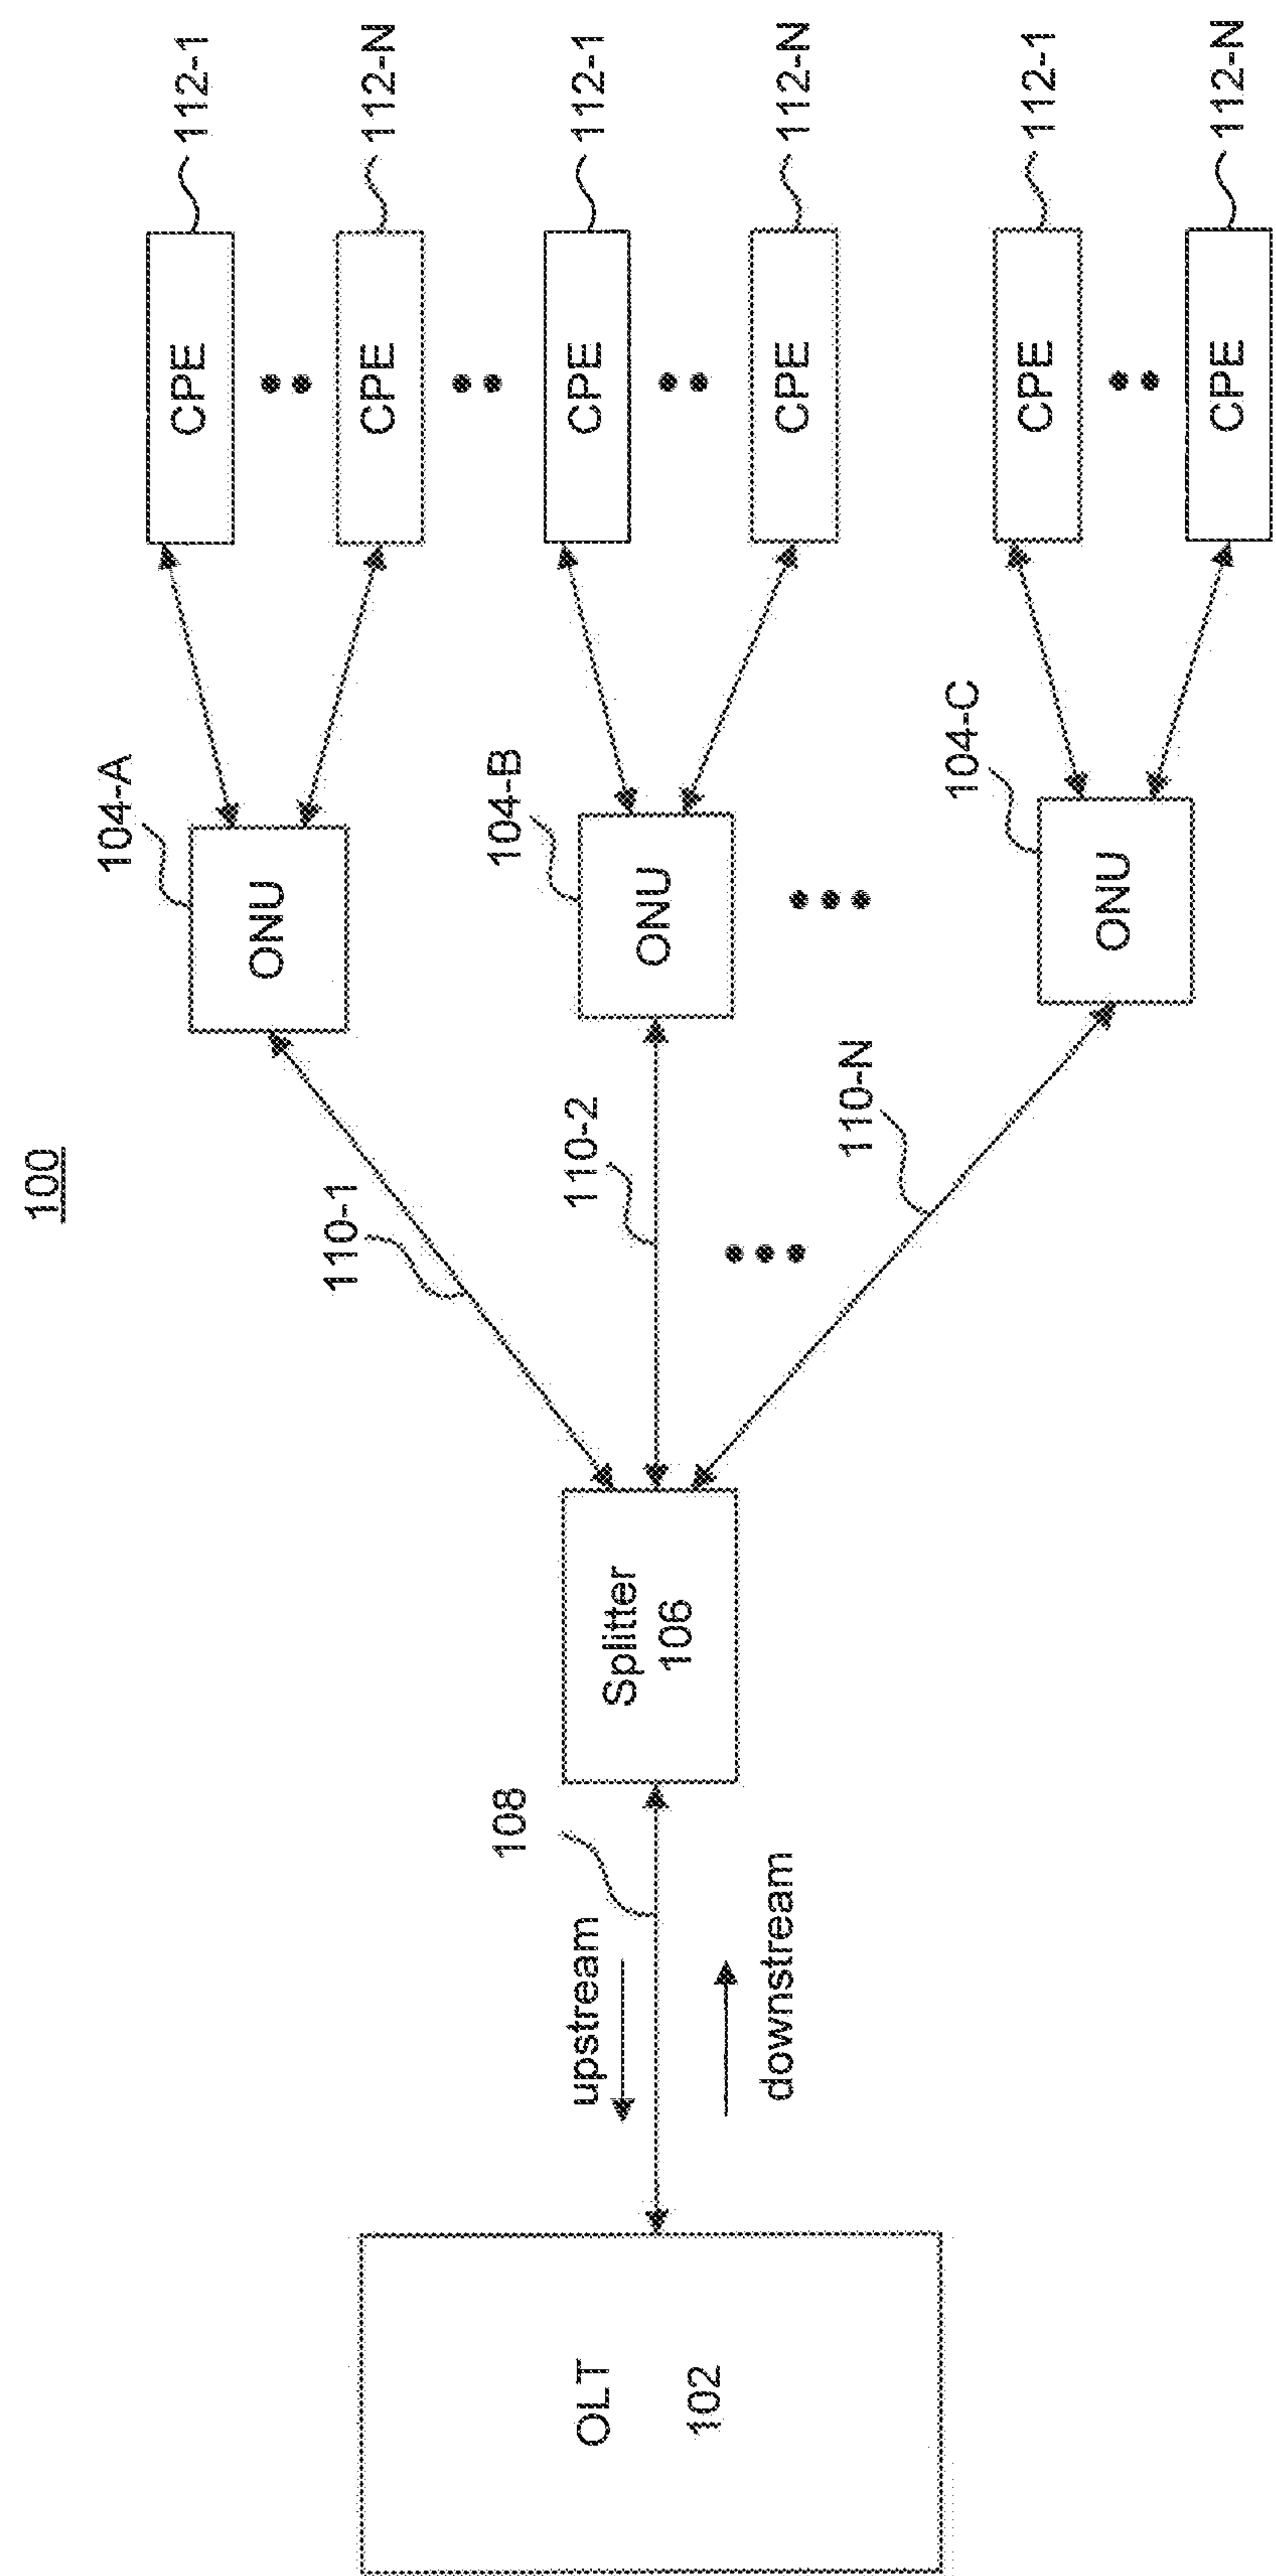 100
OLT
102
upstream
downstream
108
Splitter
106
110-1
110-2
110-N
104-A
ONU
104-B
ONU
104-C
ONU
CPE
112-1
CPE
112-N
CPE
112-1
CPE
112-N
CPE
112-1
CPE
112-N